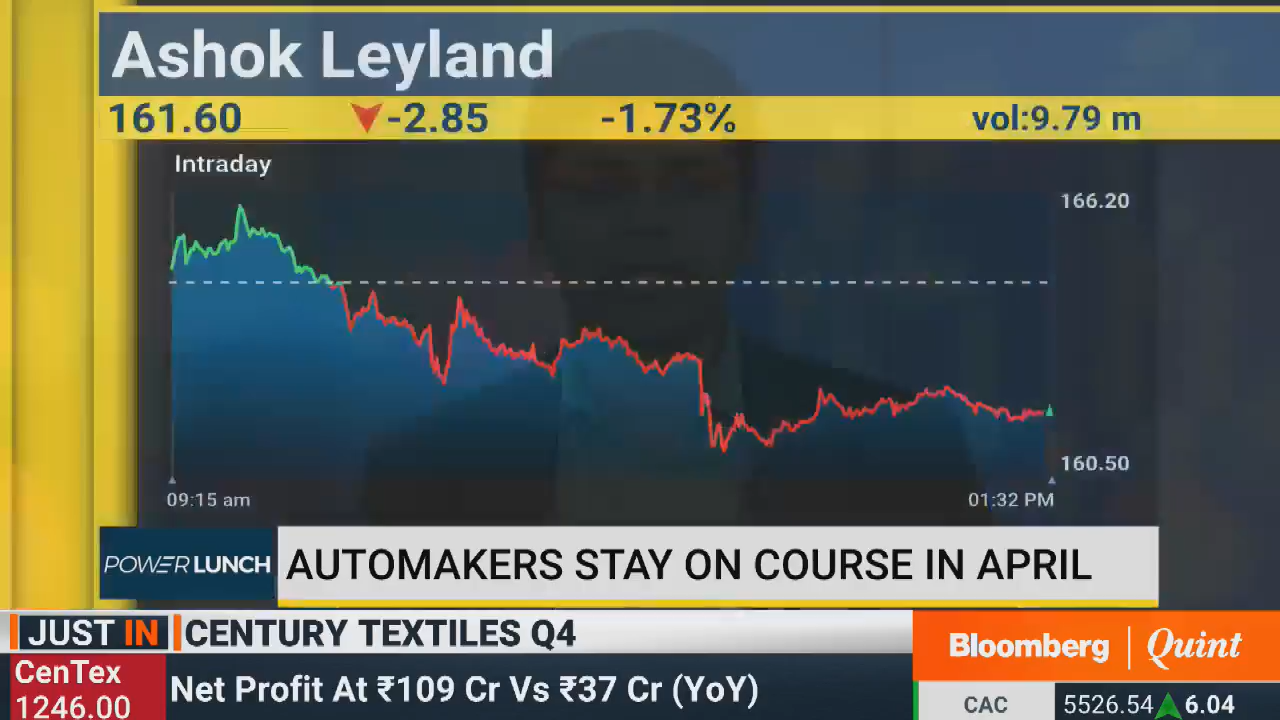 Ashok Leyland
161.60 -2.85 -1.73% vol:9.79 m
Intraday
166.20
160.50
09:15 am 01:32 PM
POWER LUNCH AUTOMAKERS STAY ON COURSE IN APRIL
JUST IN CENTURY TEXTILES Q4
CenTex
1246.00
Net Profit At ₹109 Cr Vs ₹37 Cr (YoY)
Bloomberg | Quint
CAC 5526.54 6.04